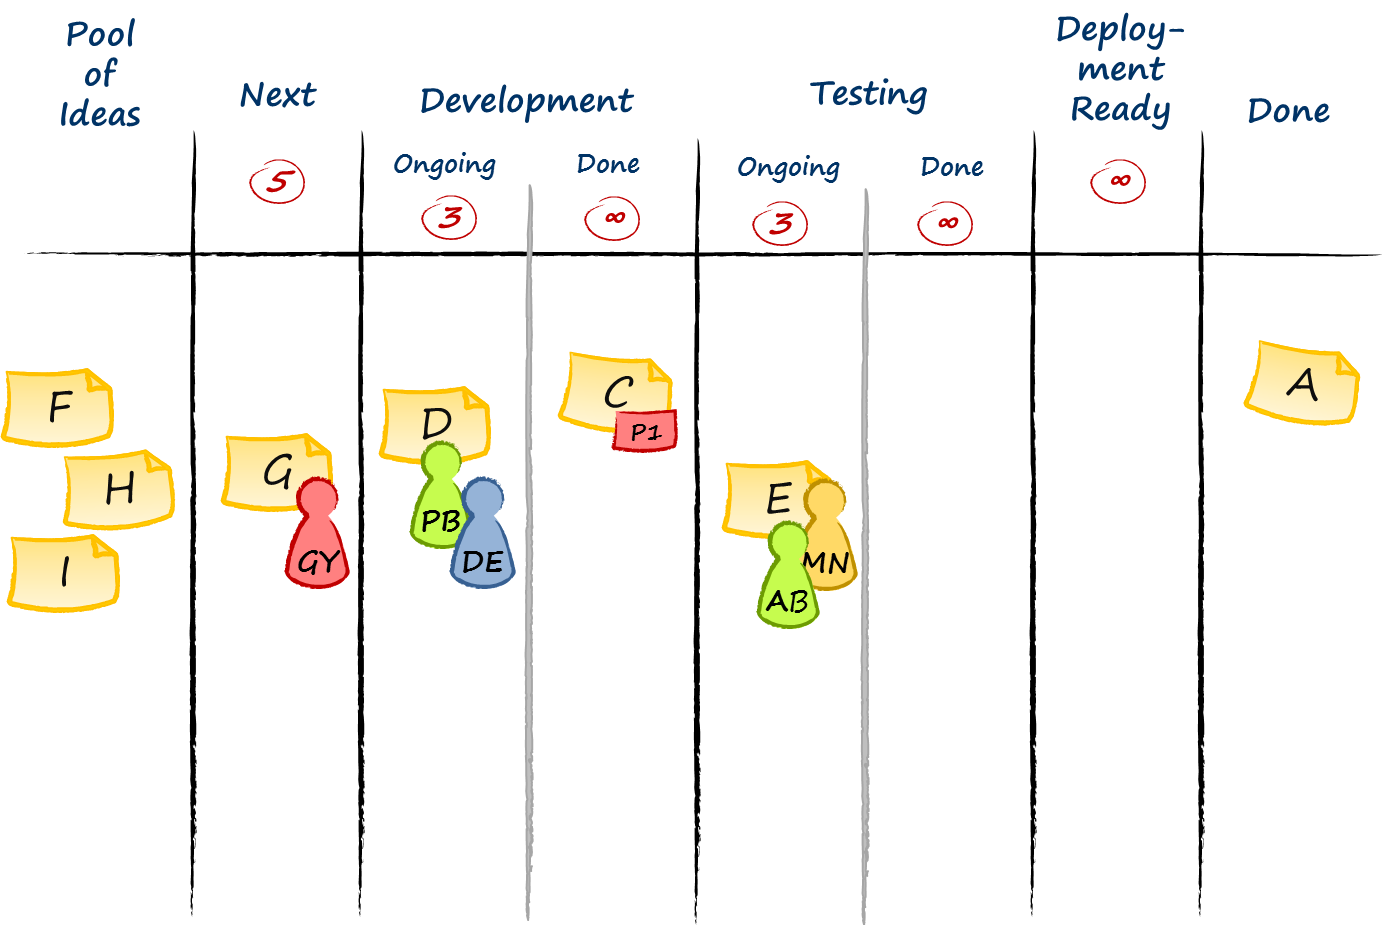 Pool
of
Ideas
Next
Development
Testing
Deploy-
ment
Ready
Done
5
Ongoing
3
Done
∞
Ongoing
3
Done
∞
∞
F
H
I
G
GY
D
PB
DE
C
P1
E
MN
AB
A